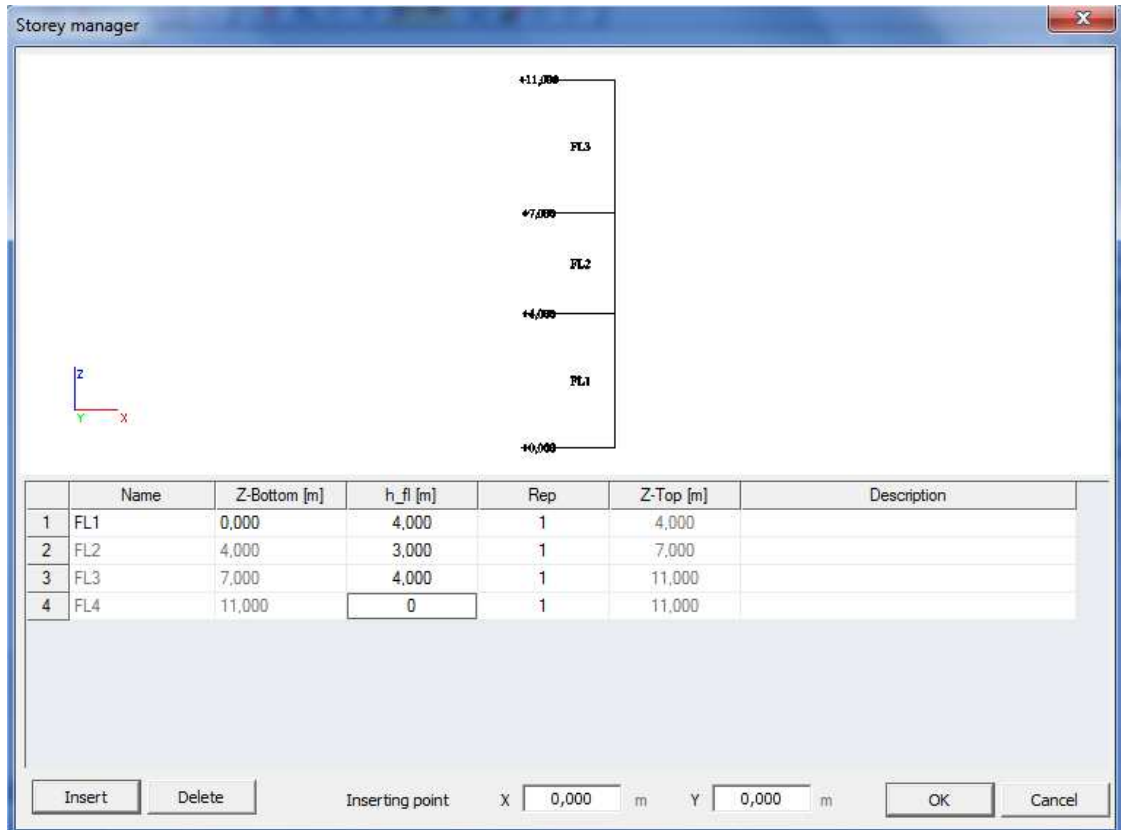 Storey manager
+11,000
FL3
+7,000
FL2
+4,000
Z
FL1
Y X
+0,000
Name Z-Bottom [m] h_fl [m] Rep Z-Top [m] Description
1 FL1 0,000 4,000 1 4,000
2 FL2 4,000 3,000 1 7,000
3 FL3 7,000 4,000 1 11,000
4 FL4 11,000 0 1 11,000
Insert Delete Inserting point X 0,000 m Y 0,000 m OK Cancel